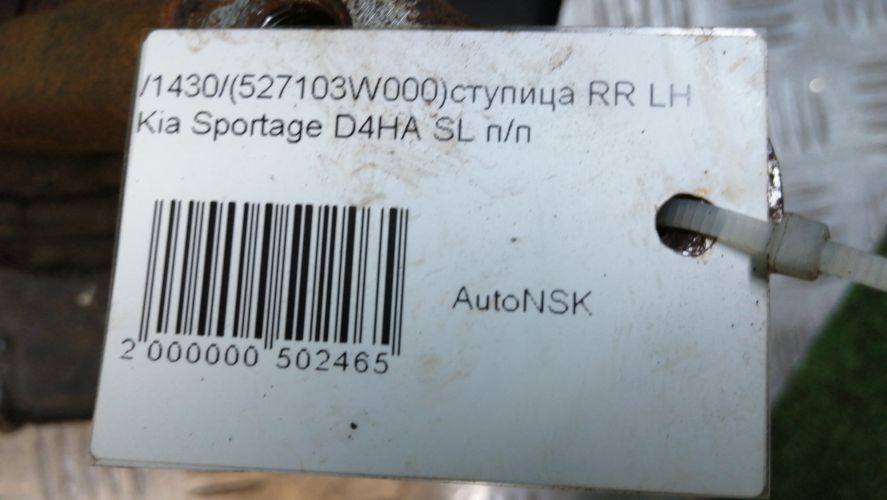 /1430/(527103W000)ступица RR LH
Kia Sportage D4HA SL п/п
AutoNSK
2 000000 502465